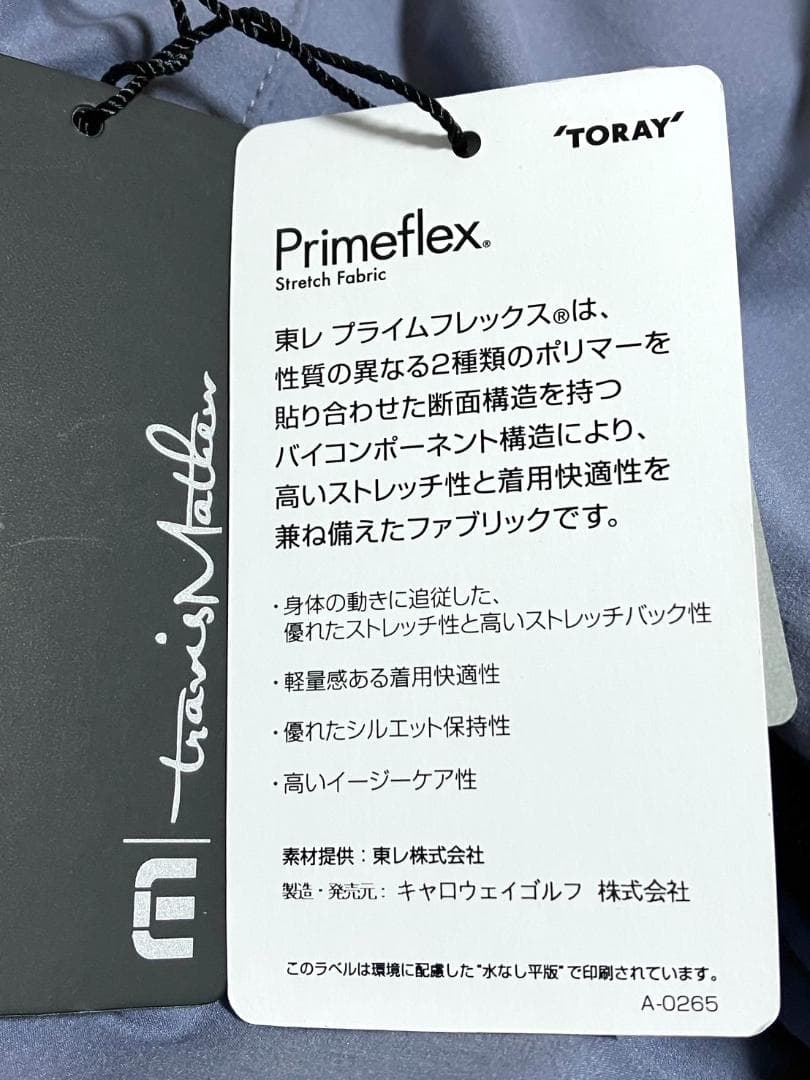 'TORAY'
Primeflex®
Stretch Fabric
東レ プライムフレックス®は、
性質の異なる2種類のポリマーを
貼り合わせた断面構造を持つ
バイコンポーネント構造により、
高いストレッチ性と着用快適性を
兼ね備えたファブリックです。
・身体の動きに追従した、
優れたストレッチ性と高いストレッチバック性
・軽量感ある着用快適性
・優れたシルエット保持性
・高いイージーケア性
素材提供：東レ株式会社
製造・発売元：キャロウェイゴルフ 株式会社
このラベルは環境に配慮した"水なし平版"で印刷されています。
A-0265
travisMathew